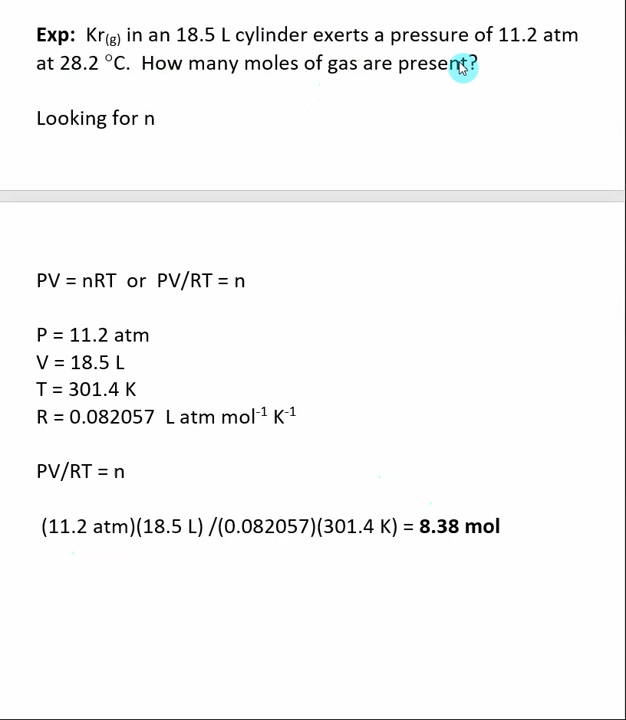 Exp: Kr(g) in an 18.5 L cylinder exerts a pressure of 11.2 atm
at 28.2 °C. How many moles of gas are present?
Looking for n
PV = nRT or PV/RT = n
P = 11.2 atm
V = 18.5 L
T = 301.4 K
R = 0.082057 L atm mol⁻¹ K⁻¹
PV/RT = n
(11.2 atm)(18.5 L) /(0.082057)(301.4 K) = 8.38 mol